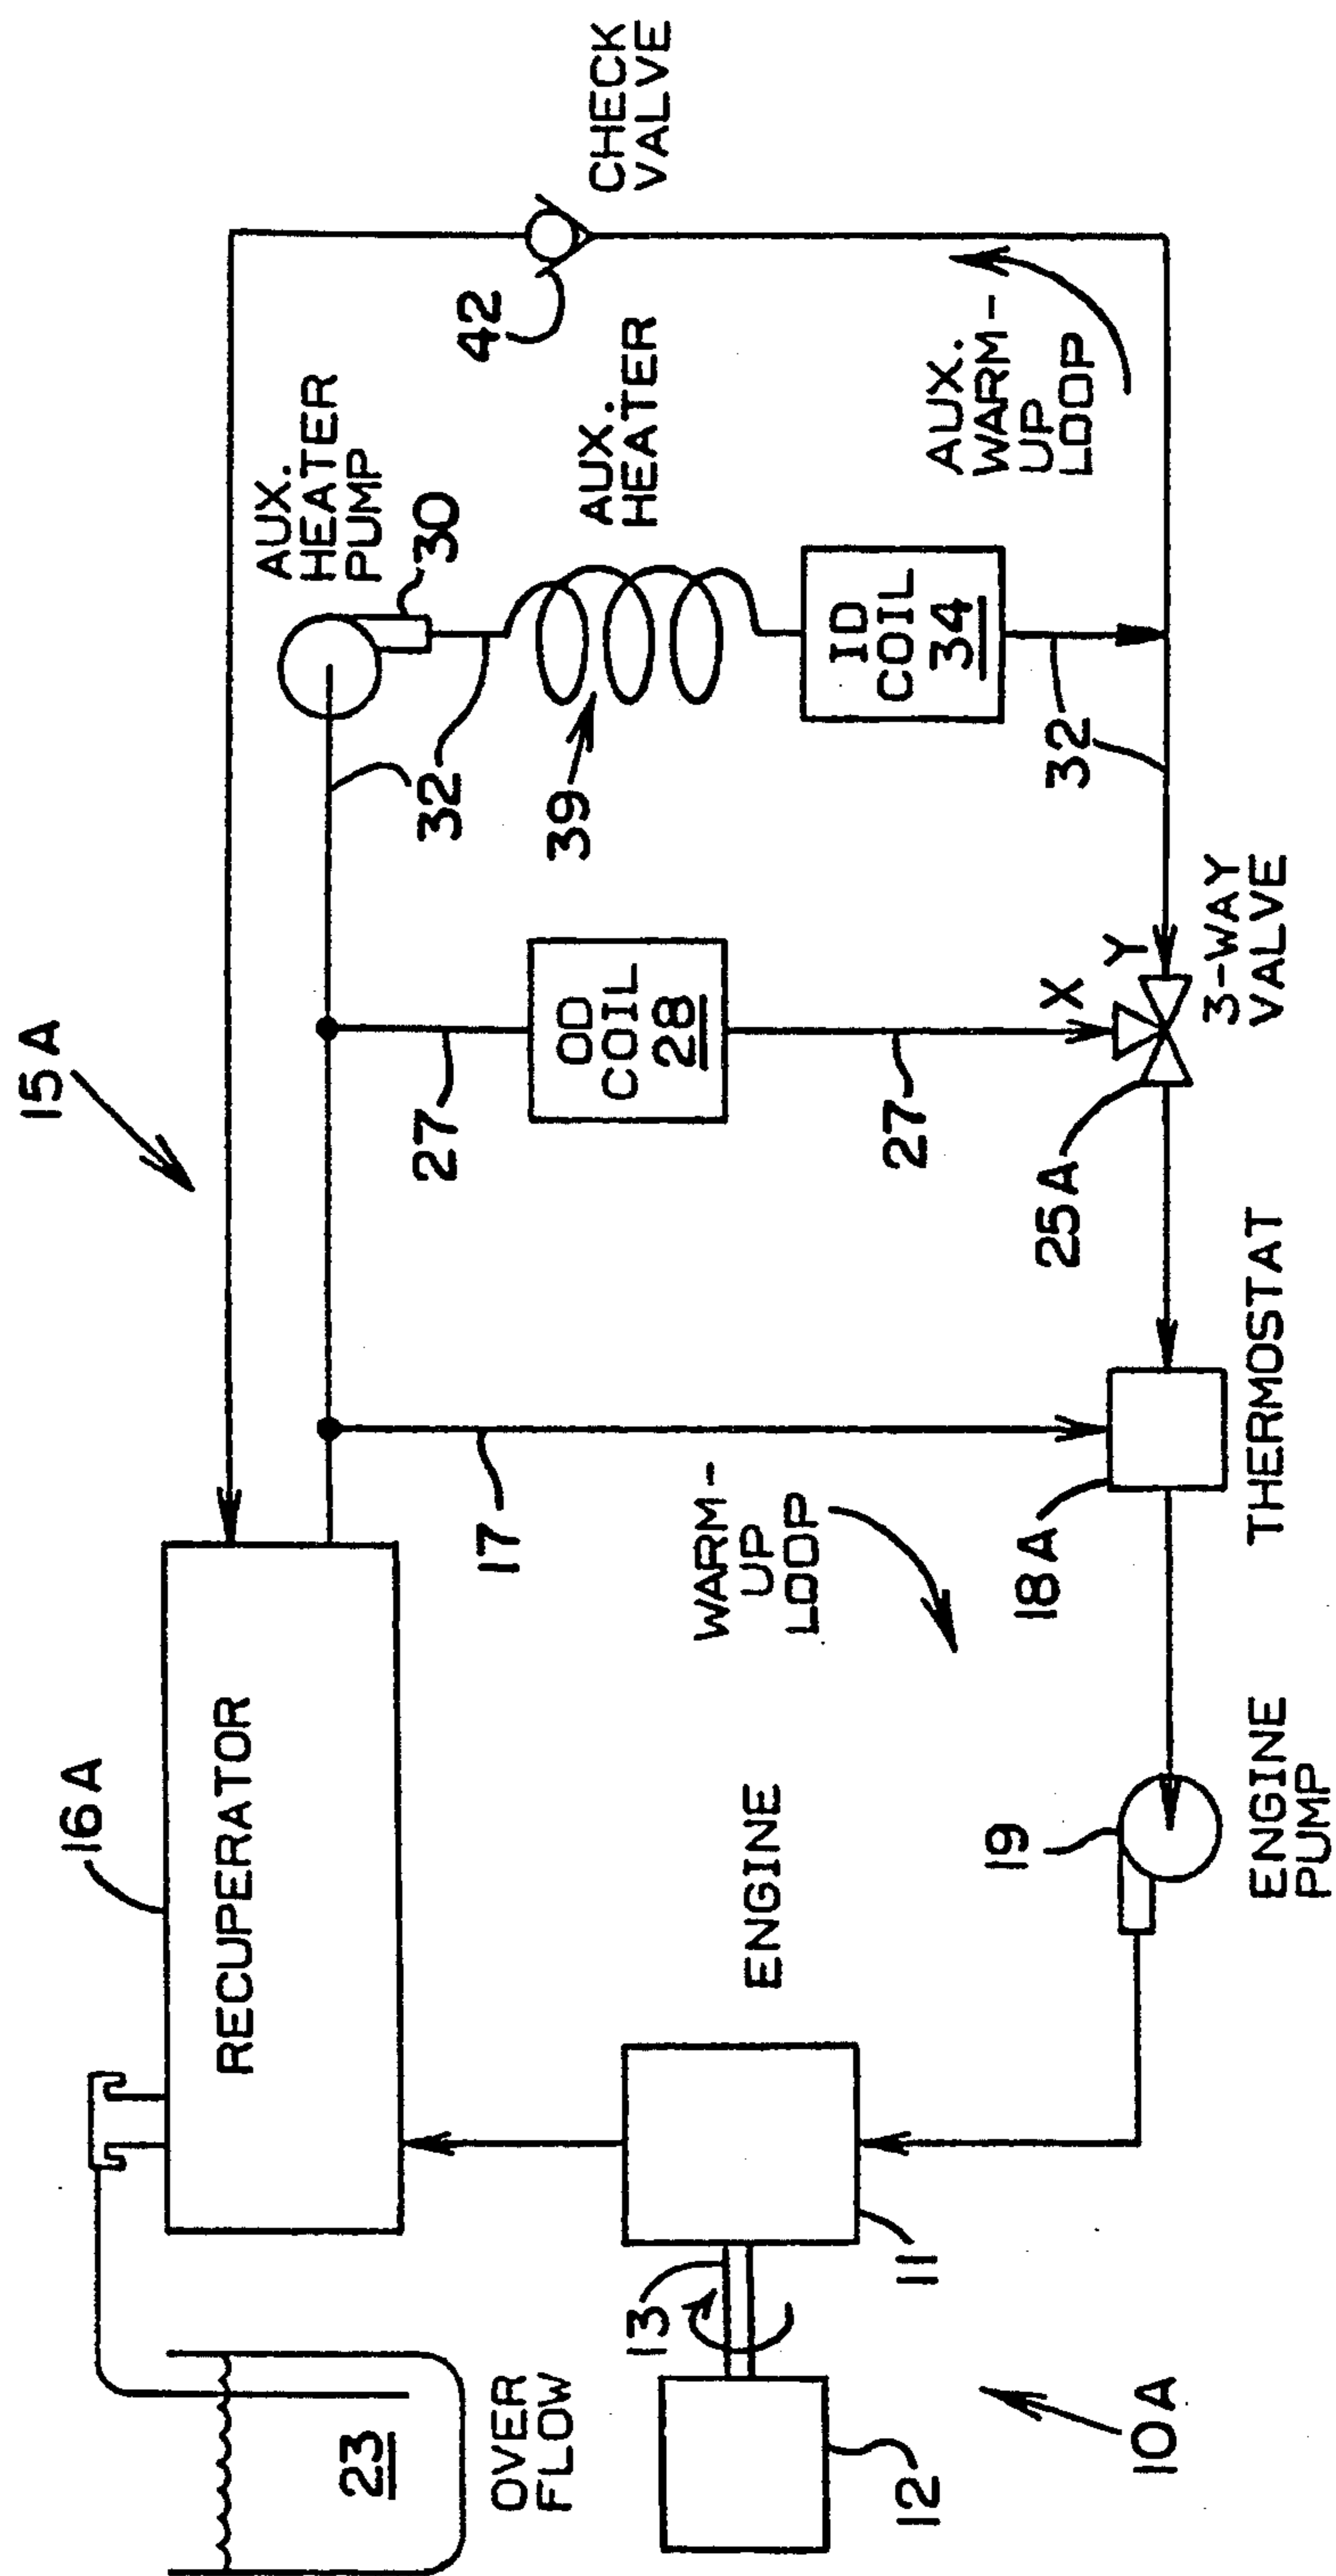 15A
16A
RECUPERATOR
23
OVER
FLOW
AUX.
HEATER
PUMP
30
32
AUX.
HEATER
39
42
CHECK
VALVE
17
27
OD
COIL
28
27
ID
COIL
34
32
AUX.
WARM-
UP
LOOP
WARM-
UP
LOOP
X
Y
3-WAY
VALVE
25A
THERMOSTAT
18A
19
ENGINE
PUMP
ENGINE
11
13
12
10A